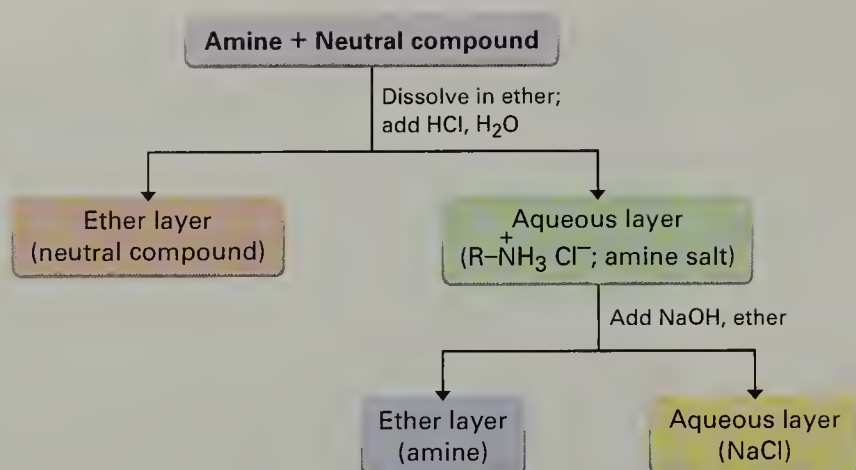 Amine + Neutral compound
Dissolve in ether;
add HCl, H₂O
Ether layer
(neutral compound)
Aqueous layer
(R–N⁺H₃ Cl⁻; amine salt)
Add NaOH, ether
Ether layer
(amine)
Aqueous layer
(NaCl)